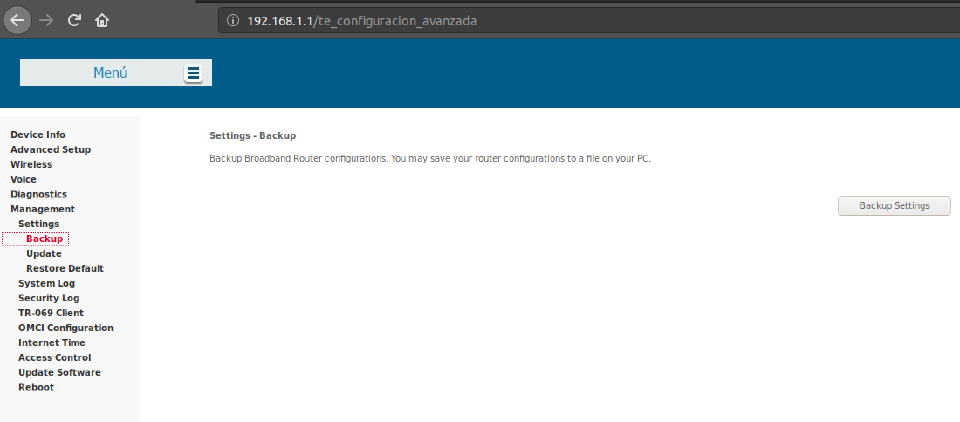 192.168.1.1/te_configuracion_avanzada
Menú
Device Info
Advanced Setup
Wireless
Voice
Diagnostics
Management
Settings
Backup
Update
Restore Default
System Log
Security Log
TR-069 Client
OMCI Configuration
Internet Time
Access Control
Update Software
Reboot
Settings - Backup
Backup Broadband Router configurations. You may save your router configurations to a file on your PC.
Backup Settings